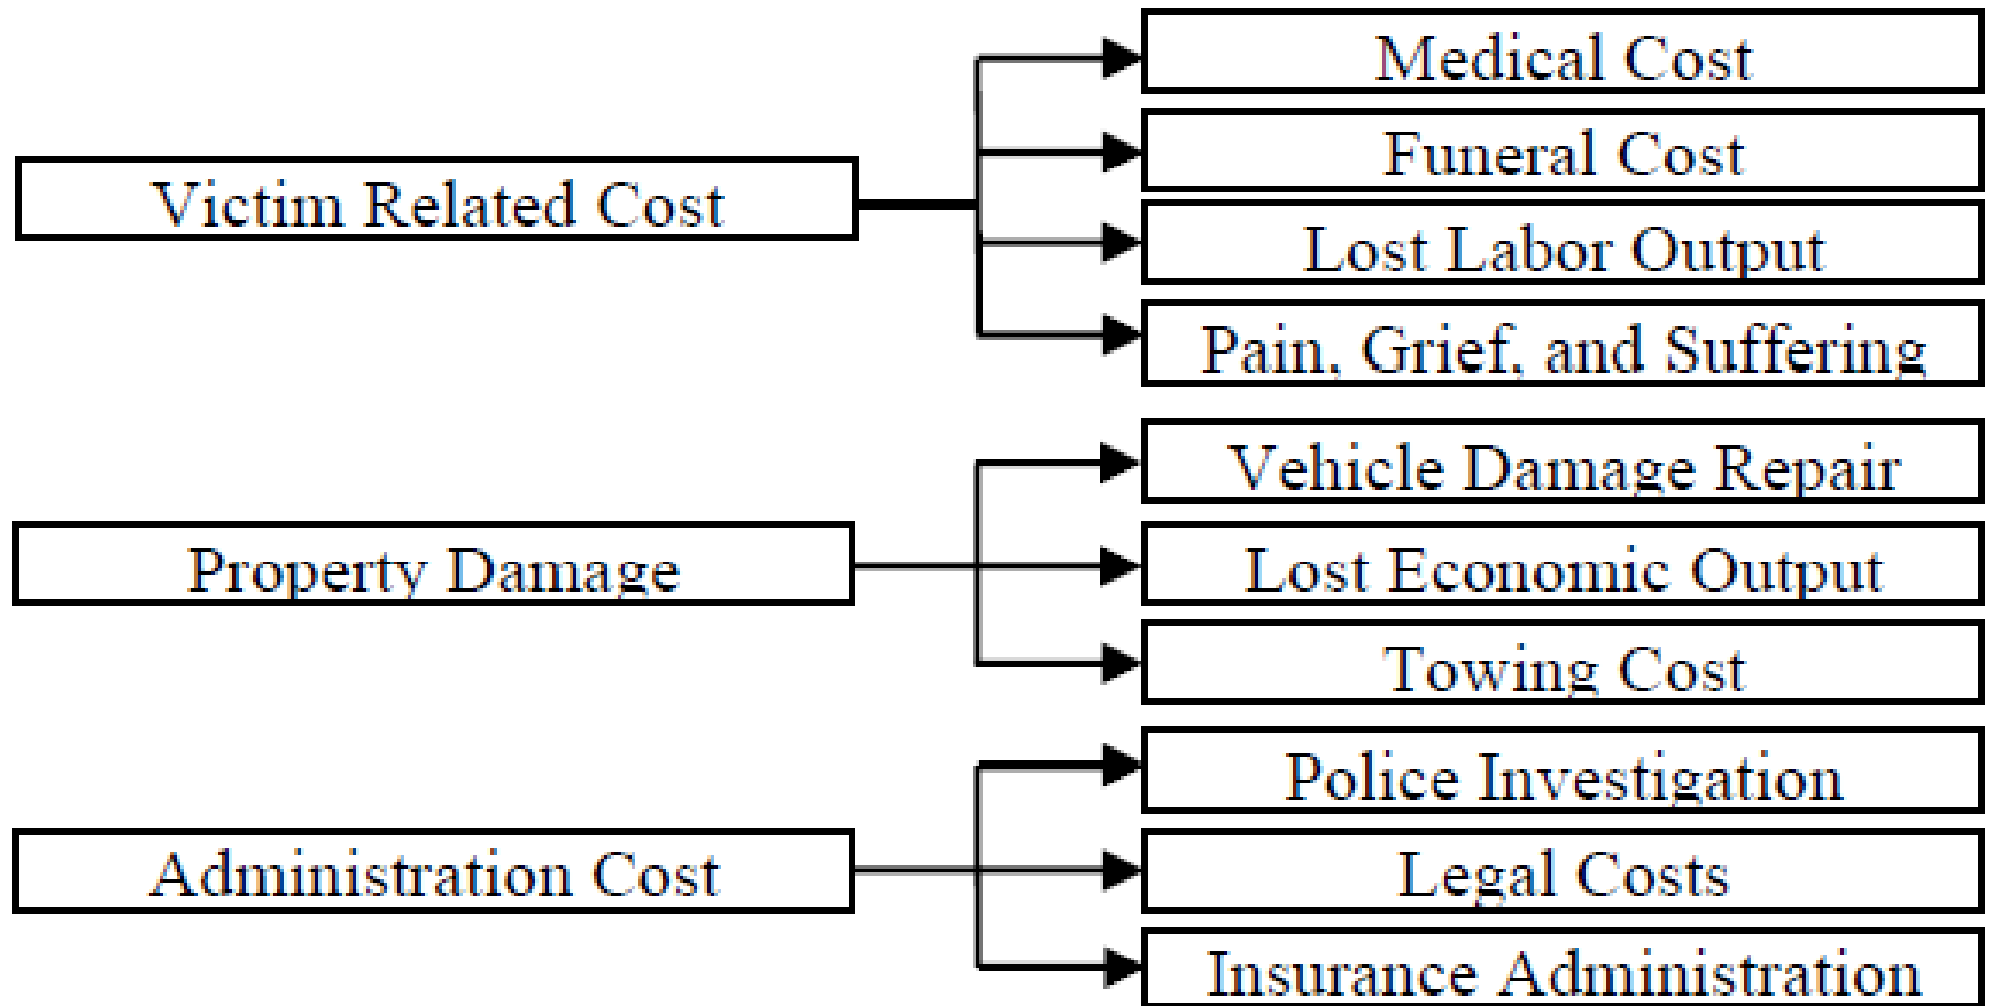 Medical Cost
Funeral Cost
Victim Related Cost
Lost Labor Output
Pain, Grief, and Suffering
Vehicle Damage Repair
Property Damage
Lost Economic Output
Towing Cost
Police Investigation
Administration Cost
Legal Costs
Insurance Administration